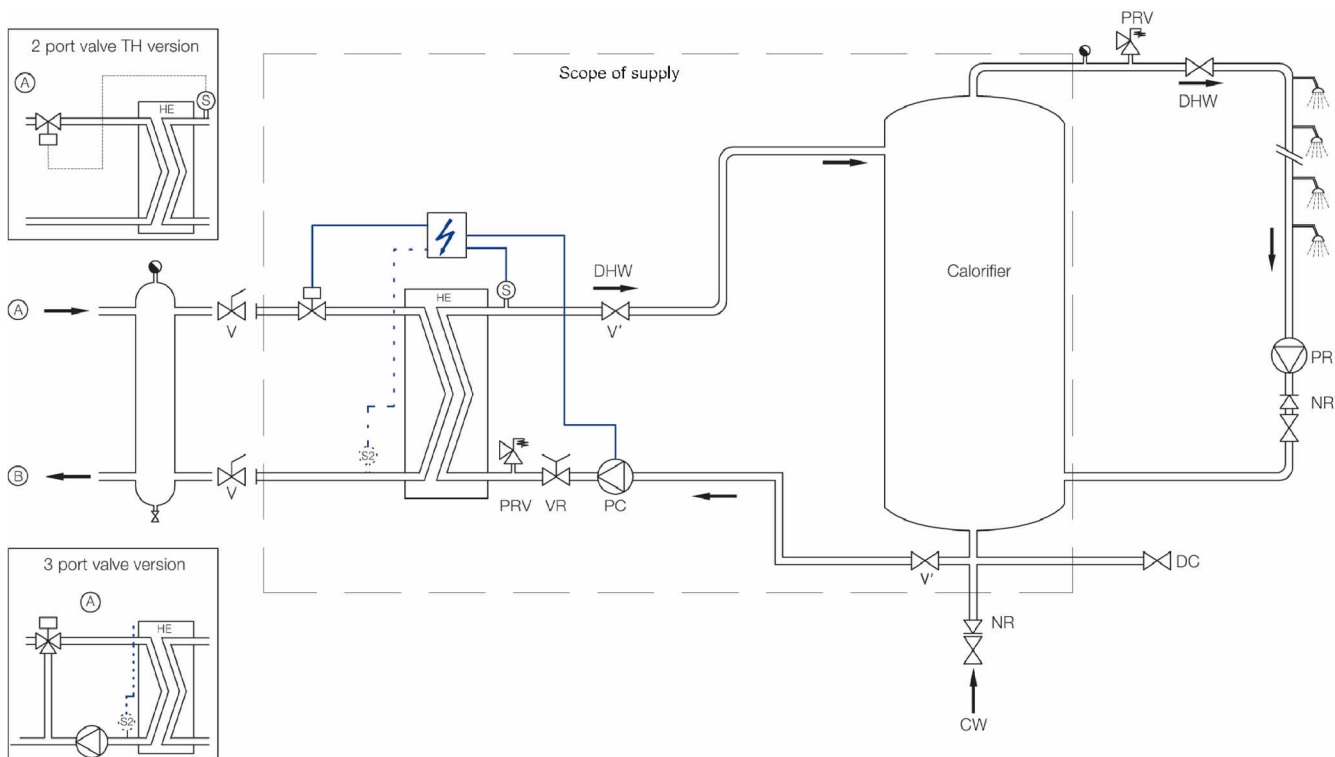 2 port valve TH version
A
HE
S
Scope of supply
PRV
DHW
Calorifier
DHW
HE
S
A
V
V'
PR
NR
B
V
S2
PRV
VR
PC
V'
DC
3 port valve version
A
HE
S2
NR
CW